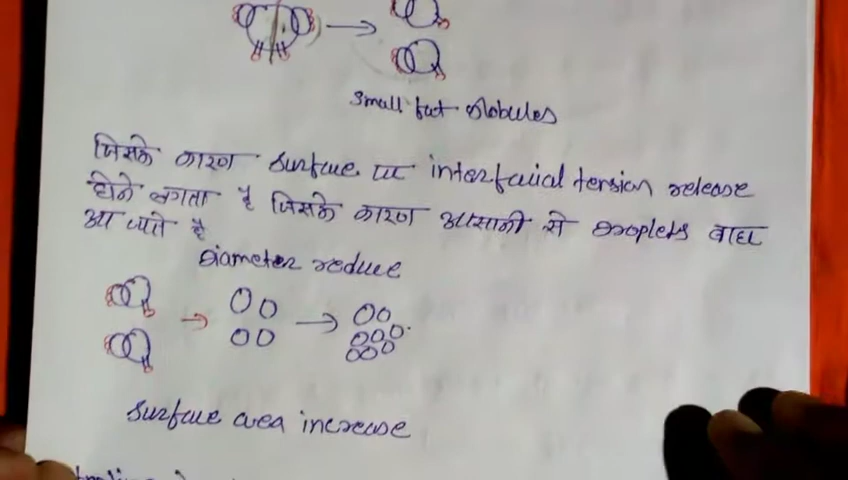 Small fat Globules
जिसके कारण surface पर interfacial tension release
होने लगता है जिसके कारण आसानी से Droplets बाहर
आ जाते है
Diameter reduce
surface area increase